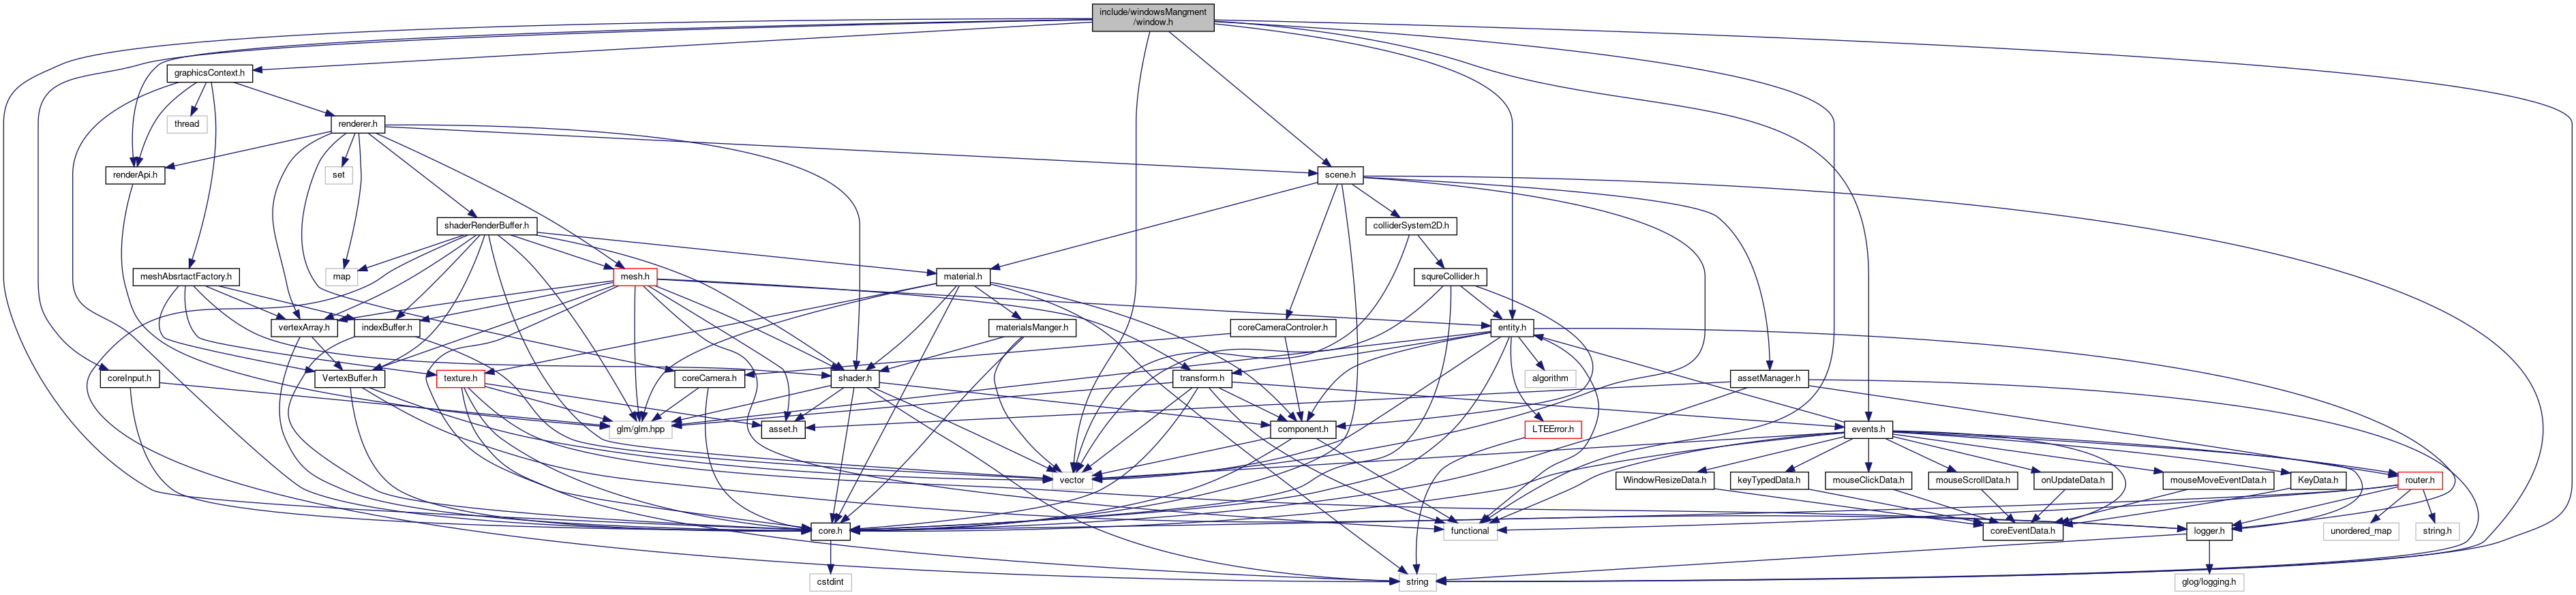 include/windowsMangment
/window.h
graphicsContext.h
thread
renderer.h
renderApi.h
set
scene.h
shaderRenderBuffer.h
colliderSystem2D.h
meshAbsrtactFactory.h
map
mesh.h
material.h
squreCollider.h
vertexArray.h
indexBuffer.h
materialsManger.h
coreCameraControler.h
entity.h
coreInput.h
VertexBuffer.h
texture.h
coreCamera.h
shader.h
transform.h
algorithm
assetManager.h
glm/glm.hpp
asset.h
component.h
LTEError.h
events.h
vector
WindowResizeData.h
keyTypedData.h
mouseClickData.h
mouseScrollData.h
onUpdateData.h
mouseMoveEventData.h
KeyData.h
router.h
core.h
functional
coreEventData.h
logger.h
unordered_map
string.h
cstdint
string
glog/logging.h